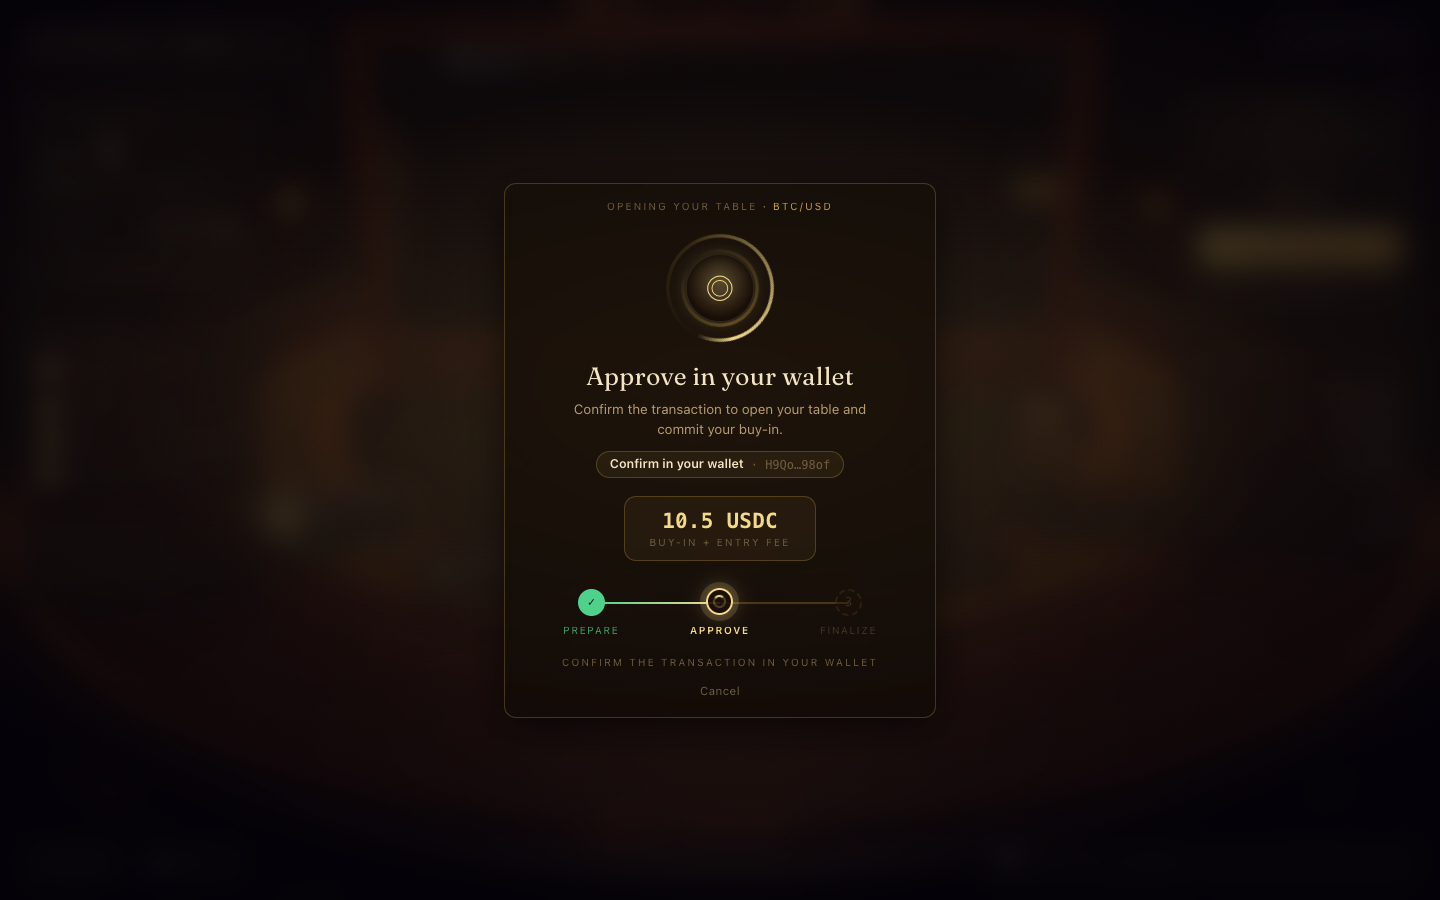 OPENING YOUR TABLE · BTC/USD
Approve in your wallet
Confirm the transaction to open your table and
commit your buy-in.
Confirm in your wallet · H9Qo…98of
10.5 USDC
BUY-IN + ENTRY FEE
✓ 3
PREPARE APPROVE FINALIZE
CONFIRM THE TRANSACTION IN YOUR WALLET
Cancel